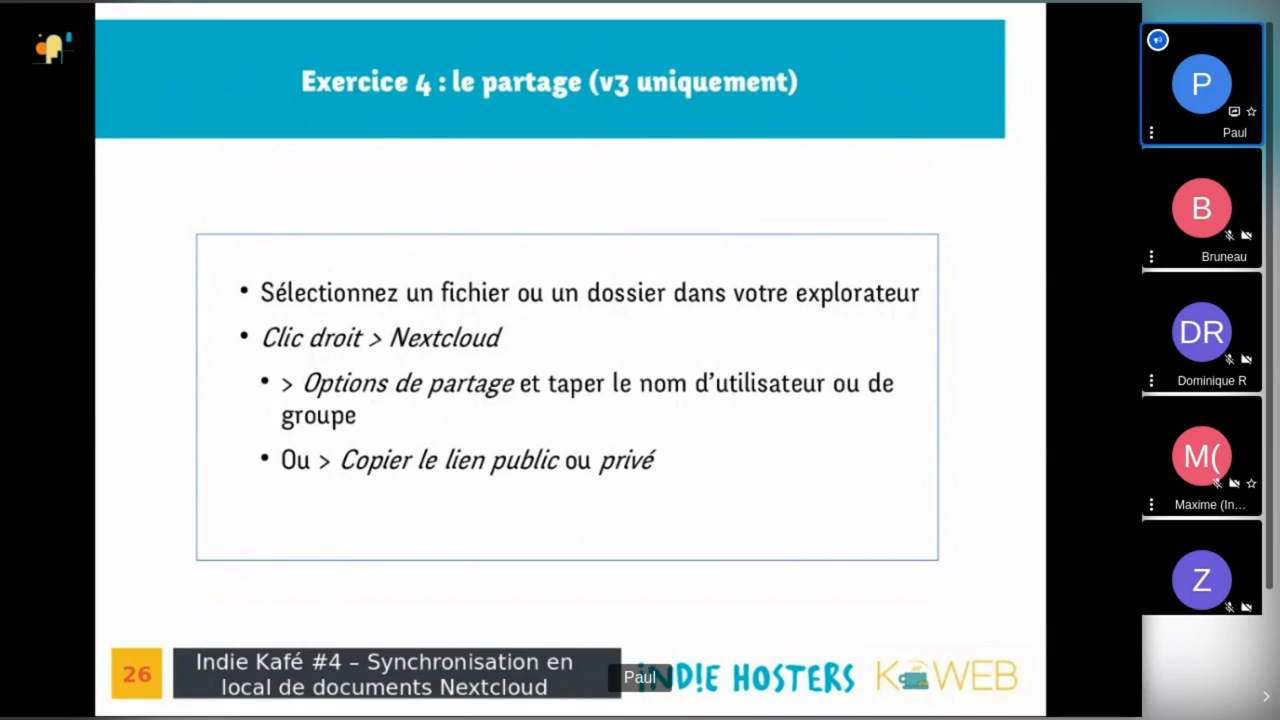 Exercice 4 : le partage (v3 uniquement)
• Sélectionnez un fichier ou un dossier dans votre explorateur
• Clic droit > Nextcloud
• > Options de partage et taper le nom d’utilisateur ou de
groupe
• Ou > Copier le lien public ou privé
26
Indie Kafé #4 – Synchronisation en
local de documents Nextcloud
Paul
INDIE HOSTERS
KAWEB
P
Paul
B
Bruneau
DR
Dominique R
M(
Maxime (In...
Z